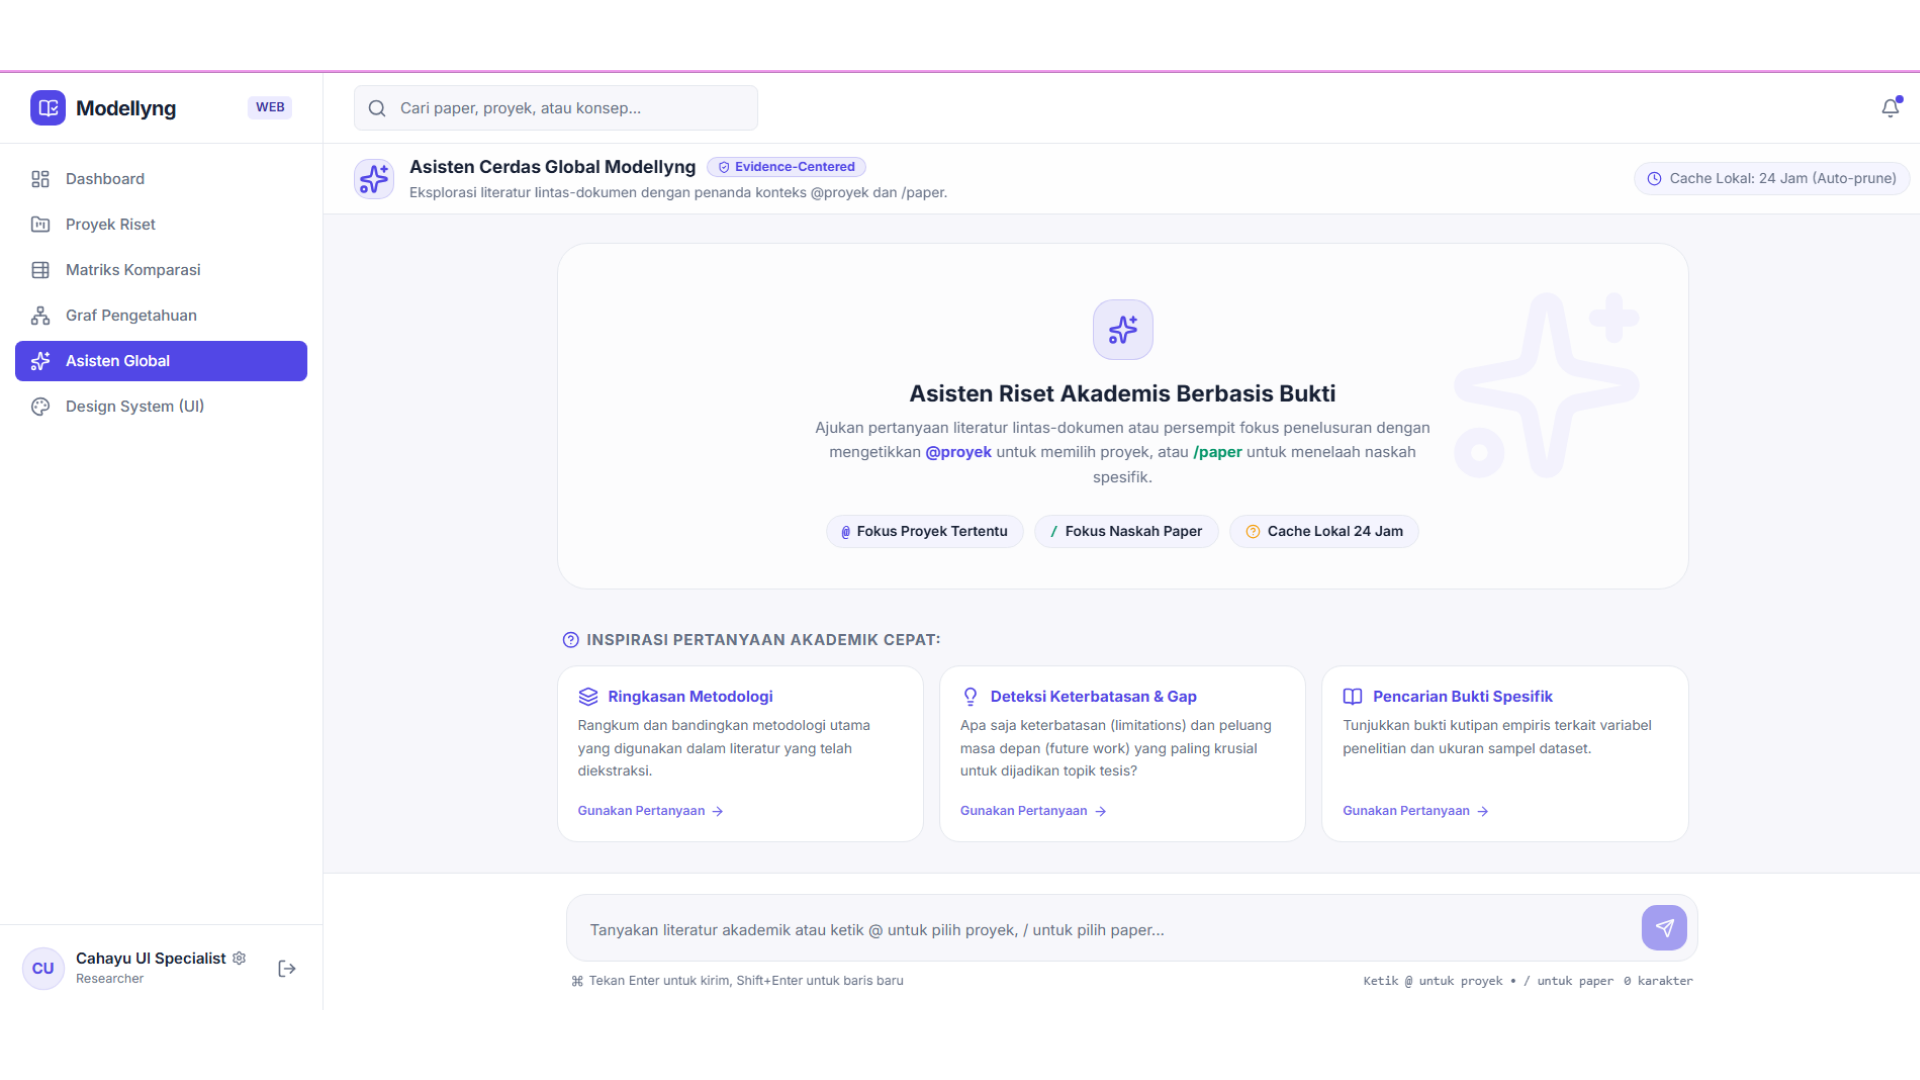 Modellyng
WEB
Cari paper, proyek, atau konsep...
Dashboard
Proyek Riset
Matriks Komparasi
Graf Pengetahuan
Asisten Global
Design System (UI)
Asisten Cerdas Global Modellyng
Evidence-Centered
Eksplorasi literatur lintas-dokumen dengan penanda konteks @proyek dan /paper.
Cache Lokal: 24 Jam (Auto-prune)
Asisten Riset Akademis Berbasis Bukti
Ajukan pertanyaan literatur lintas-dokumen atau persempit fokus penelusuran dengan
mengetikkan @proyek untuk memilih proyek, atau /paper untuk menelaah naskah
spesifik.
@ Fokus Proyek Tertentu
/ Fokus Naskah Paper
Cache Lokal 24 Jam
INSPIRASI PERTANYAAN AKADEMIK CEPAT:
Ringkasan Metodologi
Rangkum dan bandingkan metodologi utama
yang digunakan dalam literatur yang telah
diekstraksi.
Gunakan Pertanyaan →
Deteksi Keterbatasan & Gap
Apa saja keterbatasan (limitations) dan peluang
masa depan (future work) yang paling krusial
untuk dijadikan topik tesis?
Gunakan Pertanyaan →
Pencarian Bukti Spesifik
Tunjukkan bukti kutipan empiris terkait variabel
penelitian dan ukuran sampel dataset.
Gunakan Pertanyaan →
Tanyakan literatur akademik atau ketik @ untuk pilih proyek, / untuk pilih paper...
⌘ Tekan Enter untuk kirim, Shift+Enter untuk baris baru
Ketik @ untuk proyek • / untuk paper 0 karakter
CU
Cahayu UI Specialist
Researcher